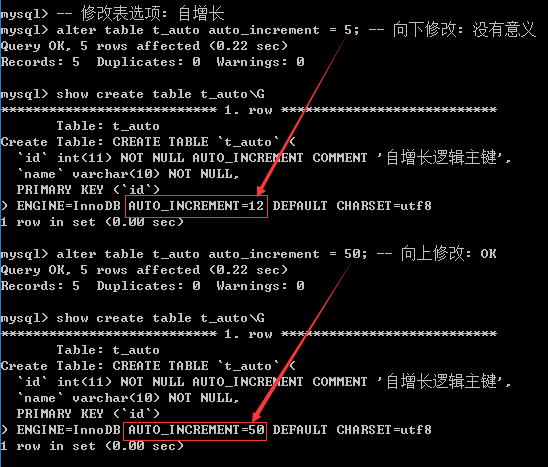 mysql> -- 修改表选项：自增长
mysql> alter table t_auto auto_increment = 5; -- 向下修改：没有意义
Query OK, 5 rows affected (0.22 sec)
Records: 5  Duplicates: 0  Warnings: 0
mysql> show create table t_auto\G
*************************** 1. row ***************************
       Table: t_auto
Create Table: CREATE TABLE `t_auto` (
  `id` int(11) NOT NULL AUTO_INCREMENT COMMENT '自增长逻辑主键',
  `name` varchar(10) NOT NULL,
  PRIMARY KEY (`id`)
) ENGINE=InnoDB AUTO_INCREMENT=12 DEFAULT CHARSET=utf8
1 row in set (0.00 sec)
mysql> alter table t_auto auto_increment = 50; -- 向上修改：OK
Query OK, 5 rows affected (0.22 sec)
Records: 5  Duplicates: 0  Warnings: 0
mysql> show create table t_auto\G
*************************** 1. row ***************************
       Table: t_auto
Create Table: CREATE TABLE `t_auto` (
  `id` int(11) NOT NULL AUTO_INCREMENT COMMENT '自增长逻辑主键',
  `name` varchar(10) NOT NULL,
  PRIMARY KEY (`id`)
) ENGINE=InnoDB AUTO_INCREMENT=50 DEFAULT CHARSET=utf8
1 row in set (0.00 sec)